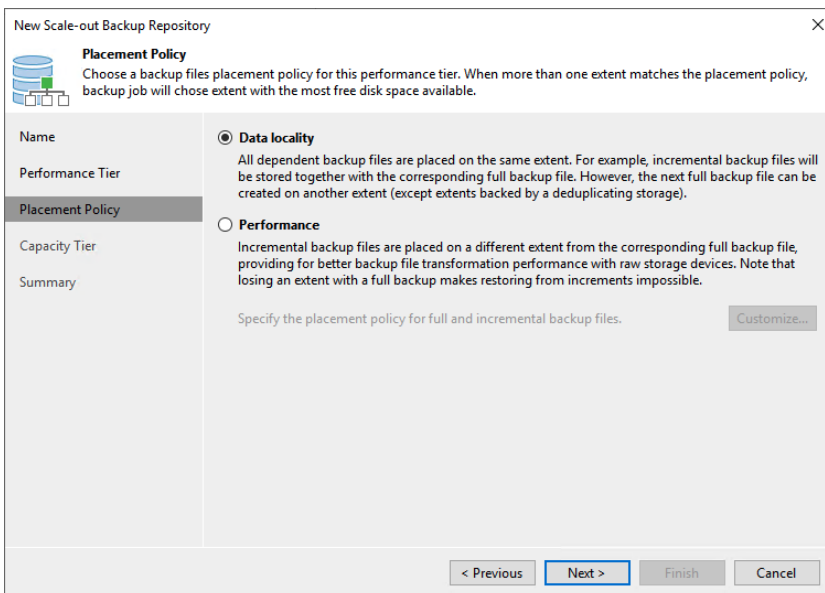 New Scale-out Backup Repository
Placement Policy
Choose a backup files placement policy for this performance tier. When more than one extent matches the placement policy,
backup job will chose extent with the most free disk space available.
Name
Performance Tier
Placement Policy
Capacity Tier
Summary
Data locality
All dependent backup files are placed on the same extent. For example, incremental backup files will
be stored together with the corresponding full backup file. However, the next full backup file can be
created on another extent (except extents backed by a deduplicating storage).
Performance
Incremental backup files are placed on a different extent from the corresponding full backup file,
providing for better backup file transformation performance with raw storage devices. Note that
losing an extent with a full backup makes restoring from increments impossible.
Specify the placement policy for full and incremental backup files.
Customize...
< Previous
Next >
Finish
Cancel